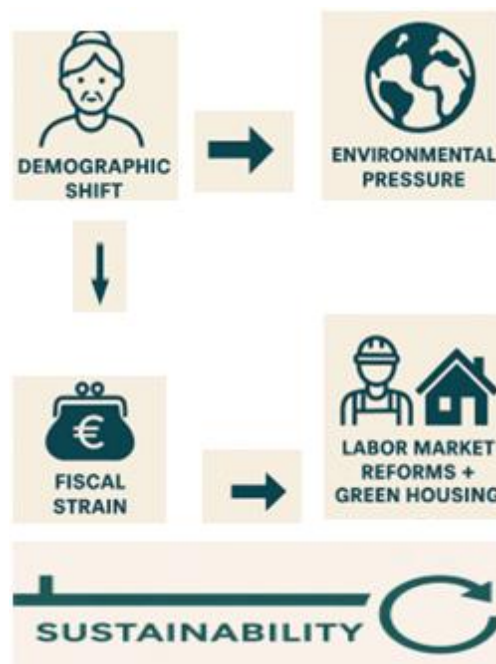 DEMOGRAPHIC
SHIFT
ENVIRONMENTAL
PRESSURE
€
FISCAL
STRAIN
LABOR MARKET
REFORMS +
GREEN HOUSING
SUSTAINABILITY